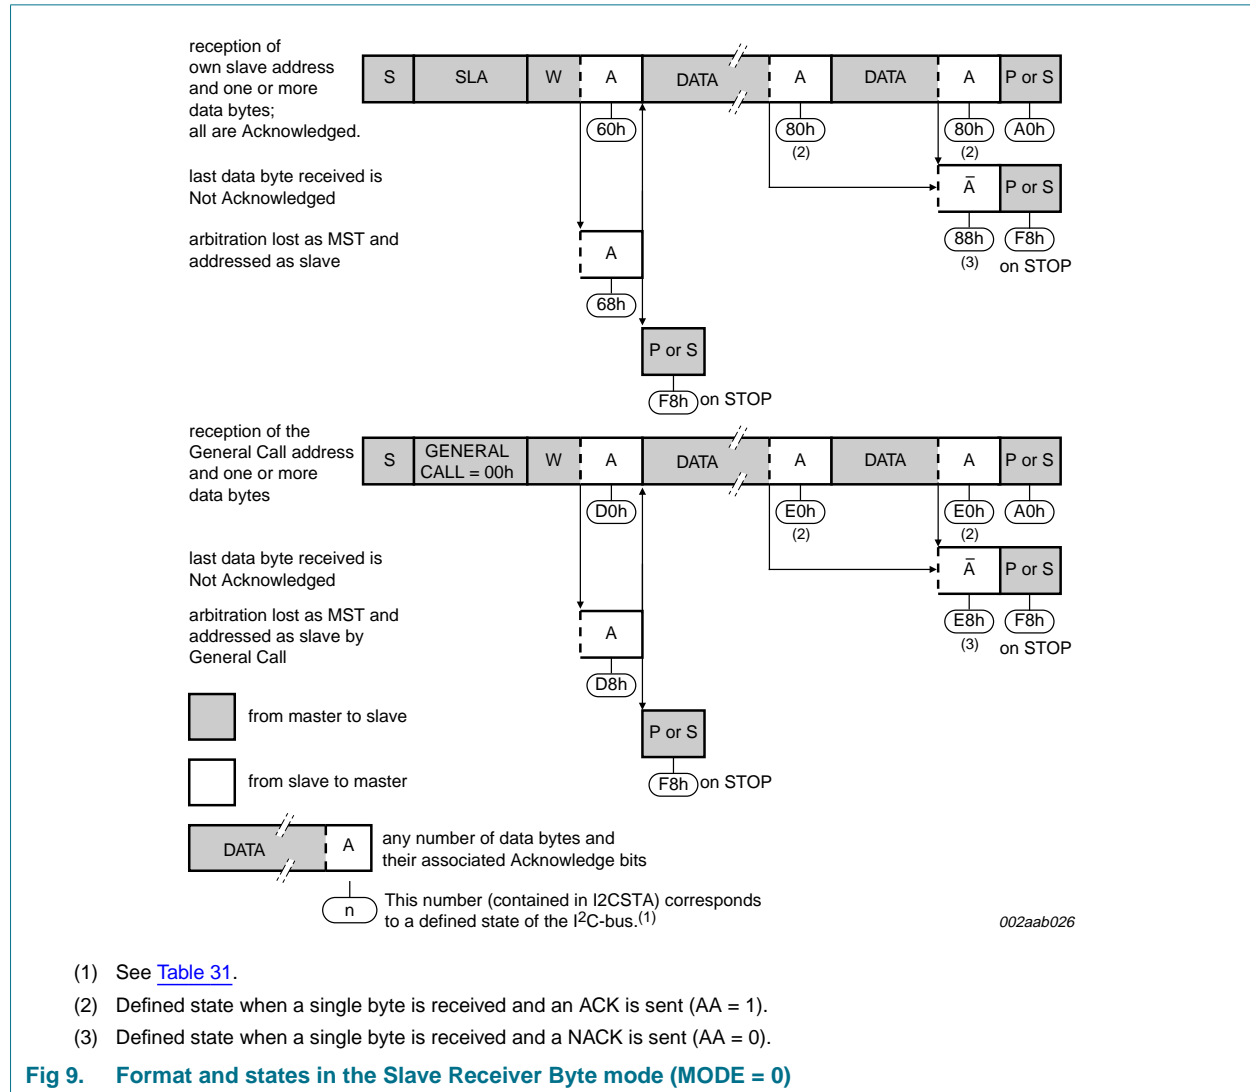 reception of
own slave address
and one or more
data bytes;
all are Acknowledged.
S SLA W A DATA A DATA A P or S
60h 80h 80h A0h
(2) (2)
last data byte received is
Not Acknowledged
A̅ P or S
88h F8h
(3) on STOP
arbitration lost as MST and
addressed as slave
A
68h
P or S
F8h on STOP
reception of the
General Call address
and one or more
data bytes
S GENERAL CALL = 00h W A DATA A DATA A P or S
D0h E0h E0h A0h
(2) (2)
last data byte received is
Not Acknowledged
A̅ P or S
E8h F8h
(3) on STOP
arbitration lost as MST and
addressed as slave by
General Call
A
D8h
P or S
F8h on STOP
from master to slave
from slave to master
DATA A
any number of data bytes and
their associated Acknowledge bits
n
This number (contained in I2CSTA) corresponds
to a defined state of the I²C-bus.(1)
002aab026
(1) See Table 31.
(2) Defined state when a single byte is received and an ACK is sent (AA = 1).
(3) Defined state when a single byte is received and a NACK is sent (AA = 0).
Fig 9. Format and states in the Slave Receiver Byte mode (MODE = 0)